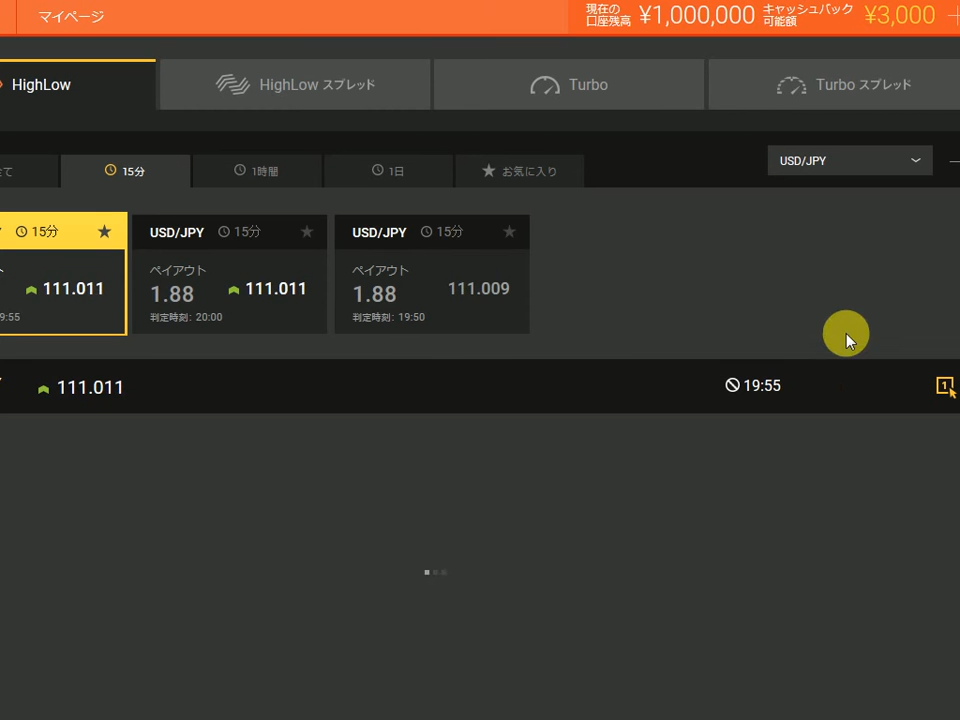 マイページ
現在の
口座残高
¥1,000,000
キャッシュバック
可能額
¥3,000
HighLow
HighLow スプレッド
Turbo
Turbo スプレッド
て
15分
1時間
1日
お気に入り
USD/JPY
15分
USD/JPY 15分
USD/JPY 15分
111.011
9:55
ペイアウト
1.88 111.011
判定時刻: 20:00
ペイアウト
1.88 111.009
判定時刻: 19:50
111.011
19:55
1